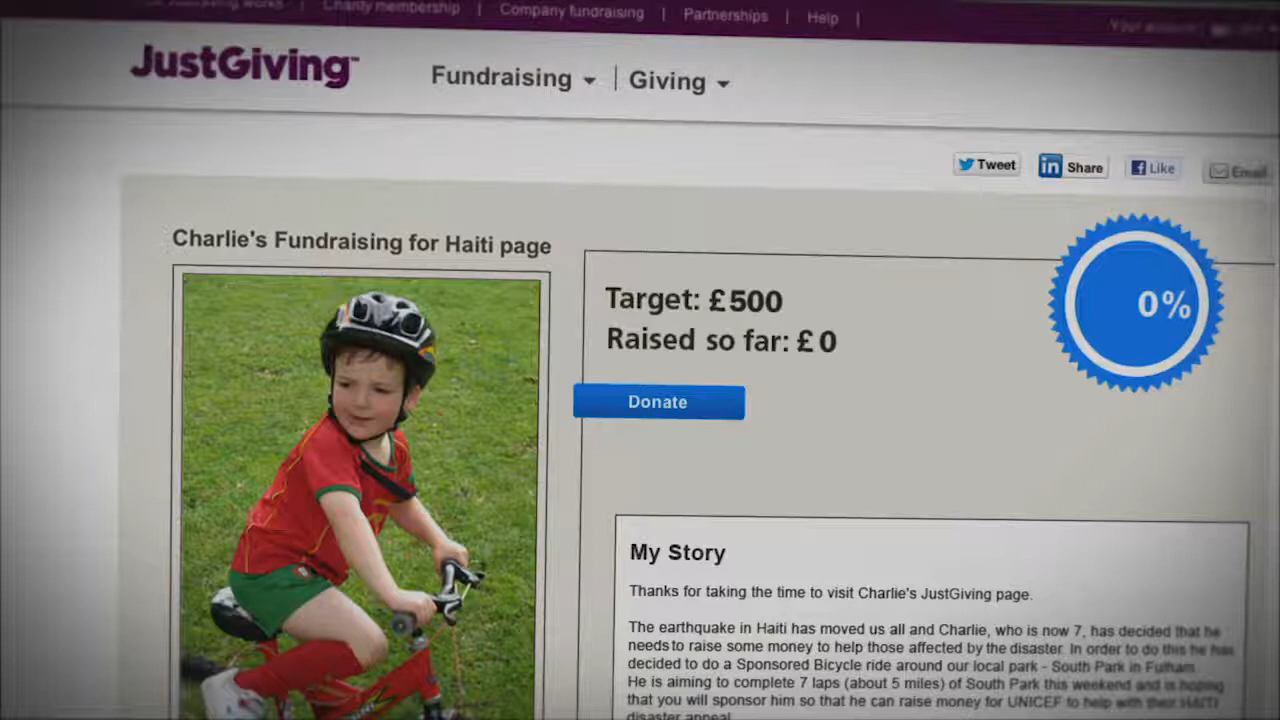 Charity membership | Company fundraising | Partnerships | Help |
JustGiving™ Fundraising | Giving
Tweet Share Like Email
Charlie's Fundraising for Haiti page
Target: £500
Raised so far: £0
0%
Donate
My Story
Thanks for taking the time to visit Charlie's JustGiving page.
The earthquake in Haiti has moved us all and Charlie, who is now 7, has decided that he
needs to raise some money to help those affected by the disaster. In order to do this he has
decided to do a Sponsored Bicycle ride around our local park - South Park in Fulham.
He is aiming to complete 7 laps (about 5 miles) of South Park this weekend and is hoping
that you will sponsor him so that he can raise money for UNICEF to help with their HAITI
disaster appeal